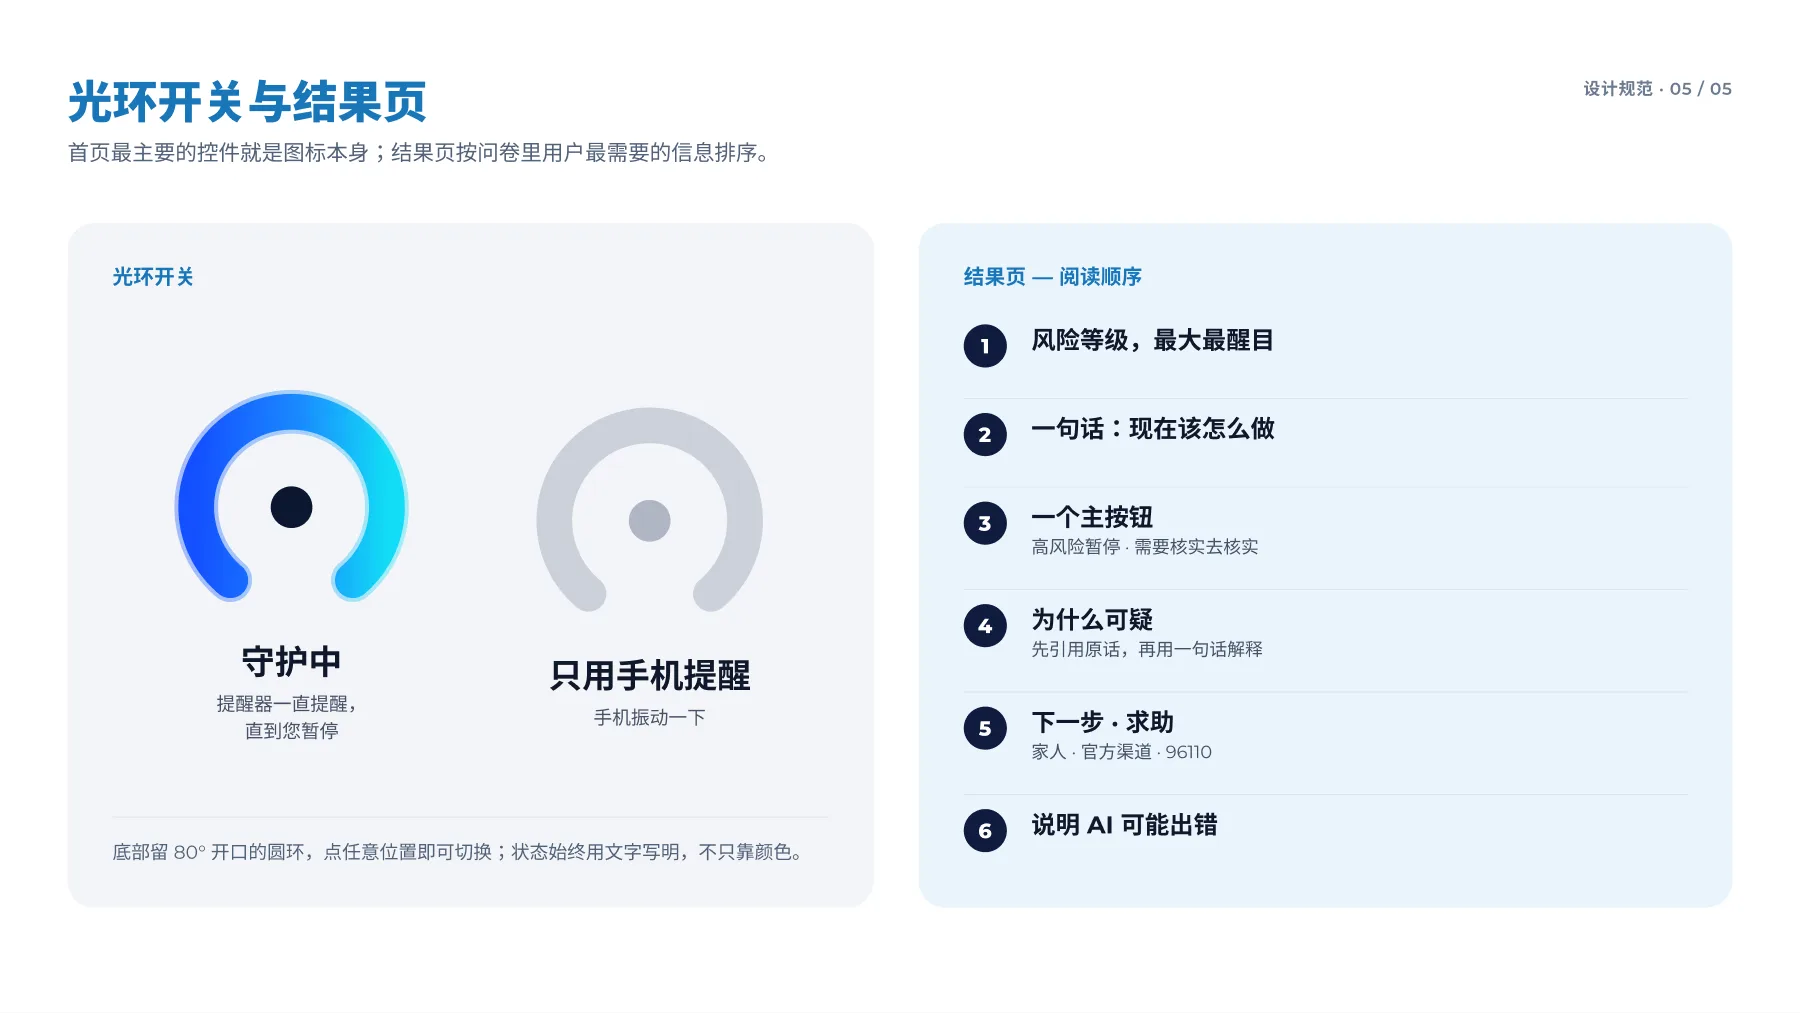 光环开关与结果页
设计规范 · 05 / 05
首页最主要的控件就是图标本身；结果页按问卷里用户最需要的信息排序。
光环开关
守护中
提醒器一直提醒，
直到您暂停
只用手机提醒
手机振动一下
底部留 80° 开口的圆环，点任意位置即可切换；状态始终用文字写明，不只靠颜色。
结果页 — 阅读顺序
1 风险等级，最大最醒目
2 一句话：现在该怎么做
3 一个主按钮
高风险暂停 · 需要核实去核实
4 为什么可疑
先引用原话，再用一句话解释
5 下一步 · 求助
家人 · 官方渠道 · 96110
6 说明 AI 可能出错